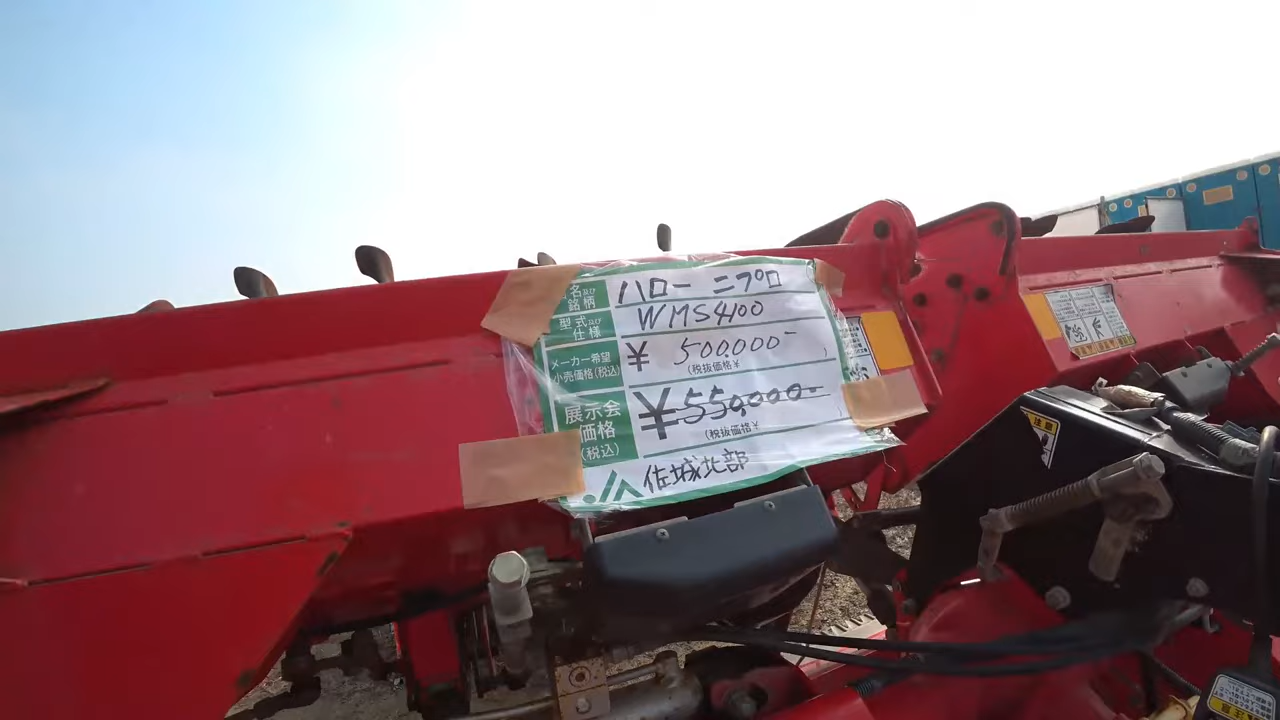 名及び銘柄 ハロー ニプロ
型式及び仕様 WMS4100
メーカー希望小売価格(税込) ¥ 500000-
(税抜価格¥ )
展示会価格(税込) ¥550000-
(税抜価格¥
佐城北部
注意